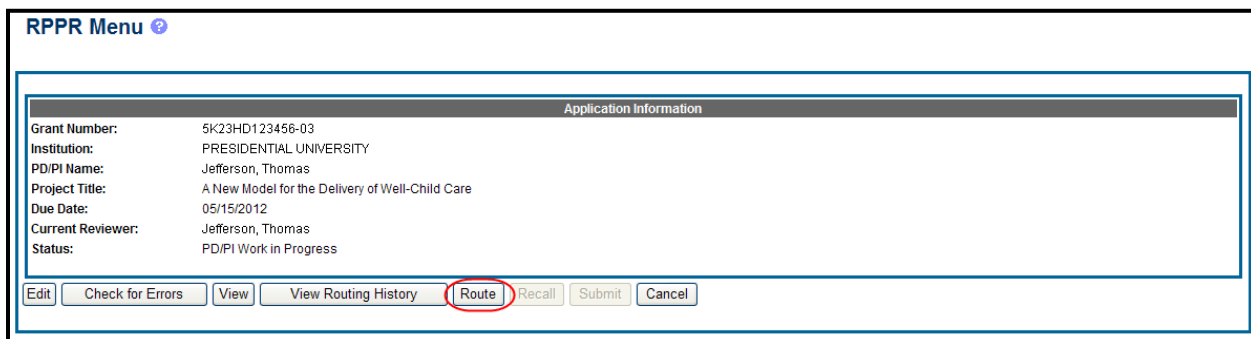 RPPR Menu ?
Application Information
Grant Number: 5K23HD123456-03
Institution: PRESIDENTIAL UNIVERSITY
PD/PI Name: Jefferson, Thomas
Project Title: A New Model for the Delivery of Well-Child Care
Due Date: 05/15/2012
Current Reviewer: Jefferson, Thomas
Status: PD/PI Work in Progress
Edit Check for Errors View View Routing History Route Recall Submit Cancel